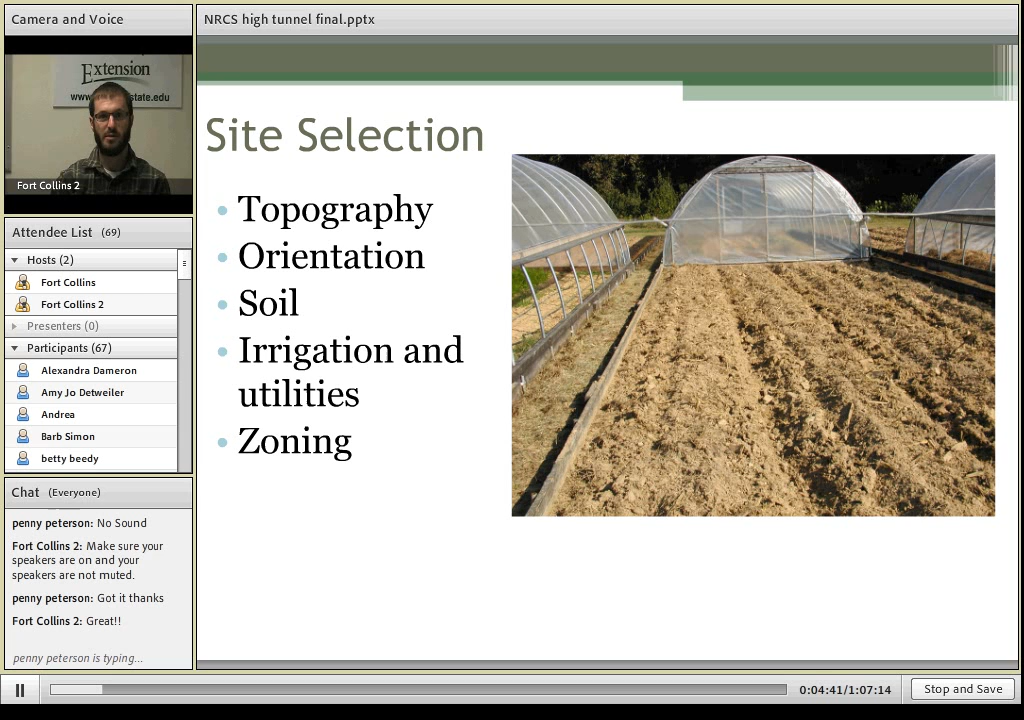 Camera and Voice
Extension
www.
state.edu
Fort Collins 2
Attendee List (69)
Hosts (2)
Fort Collins
Fort Collins 2
Presenters (0)
Participants (67)
Alexandra Dameron
Amy Jo Detweiler
Andrea
Barb Simon
betty beedy
Chat (Everyone)
penny peterson: No Sound
Fort Collins 2: Make sure your
speakers are on and your
speakers are not muted.
penny peterson: Got it thanks
Fort Collins 2: Great!!
penny peterson is typing...
NRCS high tunnel final.pptx
Site Selection
• Topography
• Orientation
• Soil
• Irrigation and
utilities
• Zoning
0:04:41/1:07:14
Stop and Save